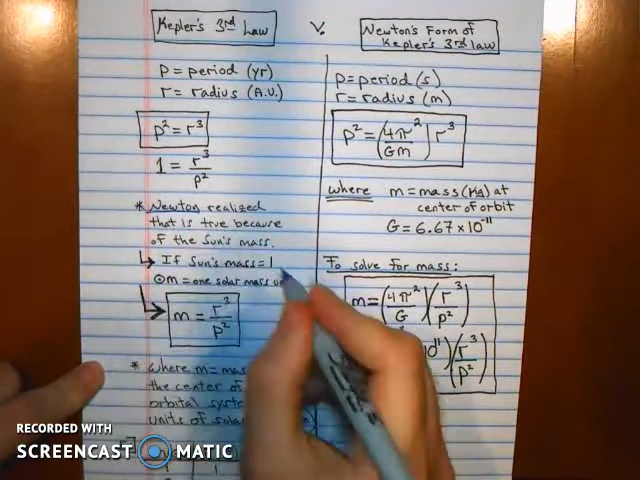 Kepler's 3rd Law
V.
Newton's Form of
Kepler's 3rd law
P = period (yr)
r = radius (A.U.)
P² = r³
1 = r³/P²
* Newton realized
that is true because
of the Sun's mass.
↳ If Sun's mass = 1
⊙m = one solar mass
m = r³/P²
* where m = mas
the center of
orbital syst
units of sola
P = period (s)
r = radius (m)
P² = (4π²/Gm) r³
where m = mass (Kg) at
center of orbit
G = 6.67 × 10⁻¹¹
To solve for mass:
m = (4π²/G)(r³/P²)
10¹¹)(r³/P²)
RECORDED WITH
SCREENCAST MATIC